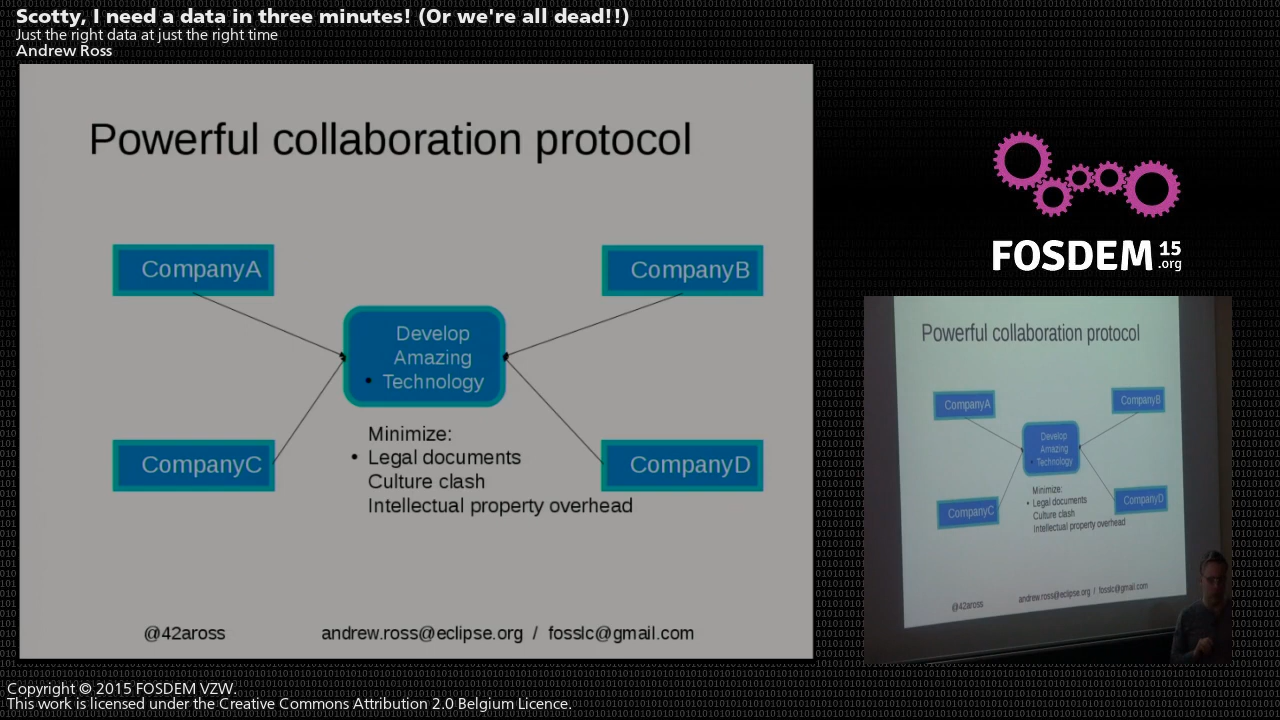 Scotty, I need a data in three minutes! (Or we're all dead!!)
Just the right data at just the right time
Andrew Ross
Powerful collaboration protocol
CompanyA
CompanyB
Develop
Amazing
• Technology
CompanyC
CompanyD
Minimize:
• Legal documents
Culture clash
Intellectual property overhead
@42aross
andrew.ross@eclipse.org / fosslc@gmail.com
FOSDEM 15
.org
Powerful collaboration protocol
CompanyA
CompanyB
Develop
Amazing
• Technology
CompanyC
CompanyD
Minimize:
• Legal documents
Culture clash
Intellectual property overhead
@42aross
andrew.ross@eclipse.org / fosslc@gmail.com
Copyright © 2015 FOSDEM VZW.
This work is licensed under the Creative Commons Attribution 2.0 Belgium Licence.